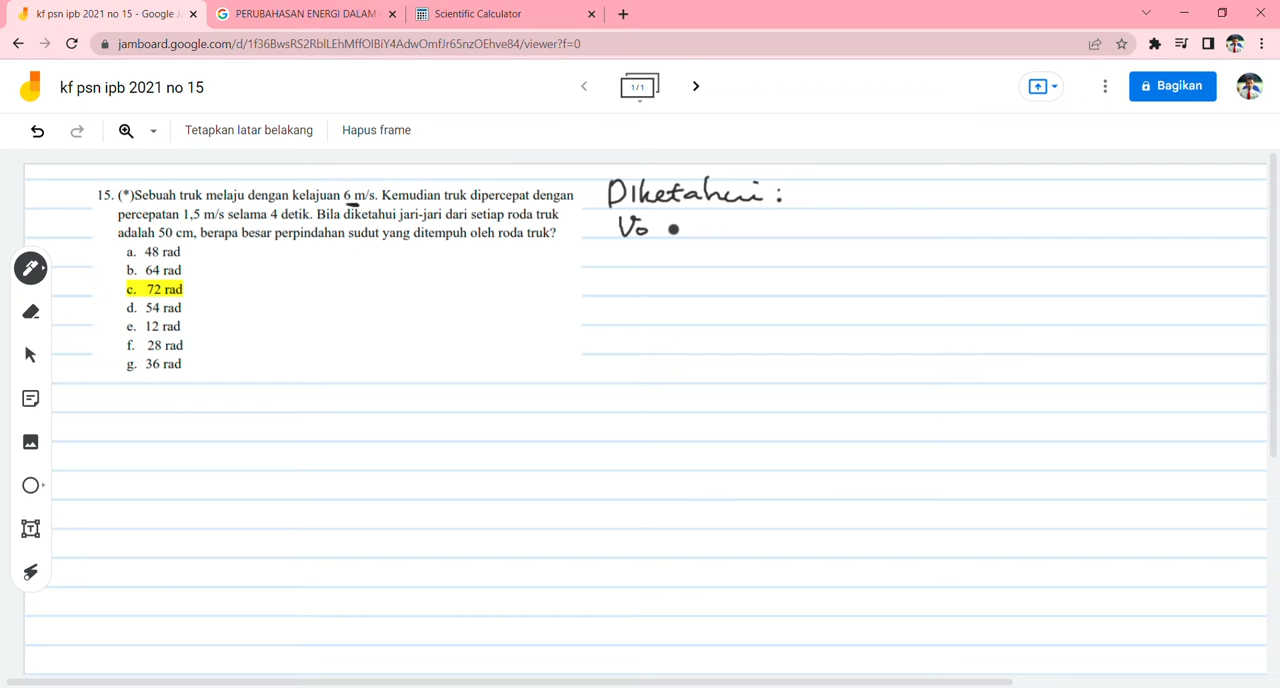 kf psn ipb 2021 no 15 - Google J
PERUBAHASAN ENERGI DALAM
Scientific Calculator
jamboard.google.com/d/1f36BwsRS2RblLEhMffOlBiY4AdwOmfJr65nzOEhve84/viewer?f=0
kf psn ipb 2021 no 15
1/1
Bagikan
Tetapkan latar belakang
Hapus frame
15. (*)Sebuah truk melaju dengan kelajuan 6 m/s. Kemudian truk dipercepat dengan
percepatan 1,5 m/s selama 4 detik. Bila diketahui jari-jari dari setiap roda truk
adalah 50 cm, berapa besar perpindahan sudut yang ditempuh oleh roda truk?
a. 48 rad
b. 64 rad
c. 72 rad
d. 54 rad
e. 12 rad
f. 28 rad
g. 36 rad
Diketahui :
Vo